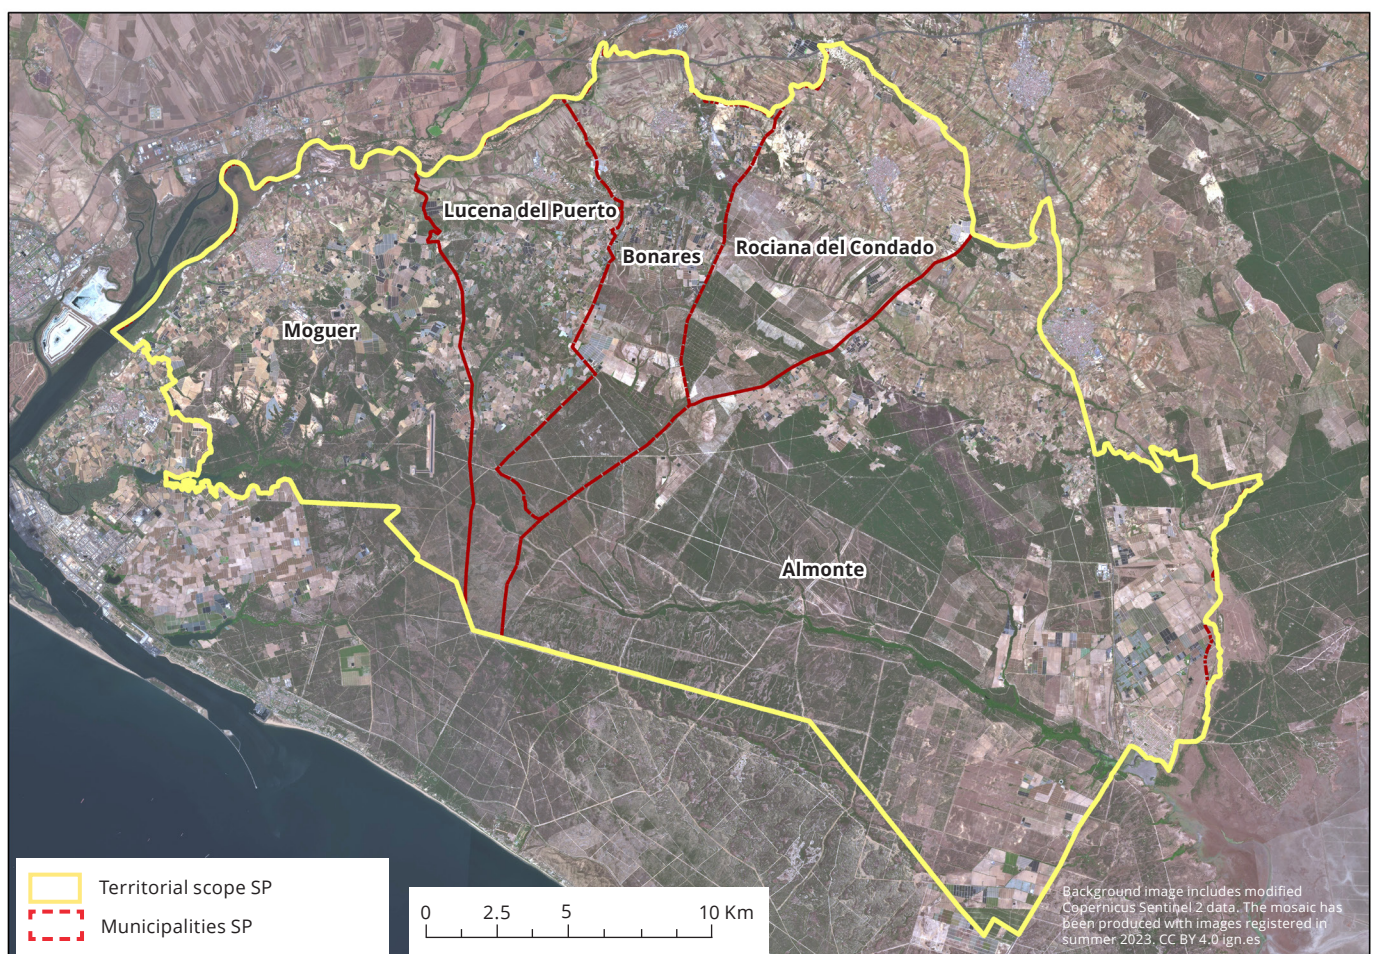 Lucena del Puerto
Bonares
Rociana del Condado
Moguer
Almonte
Territorial scope SP
Municipalities SP
0 2.5 5 10 Km
Background image includes modified
Copernicus Sentinel 2 data. The mosaic has
been produced with images registered in
summer 2023. CC BY 4.0 ign.es